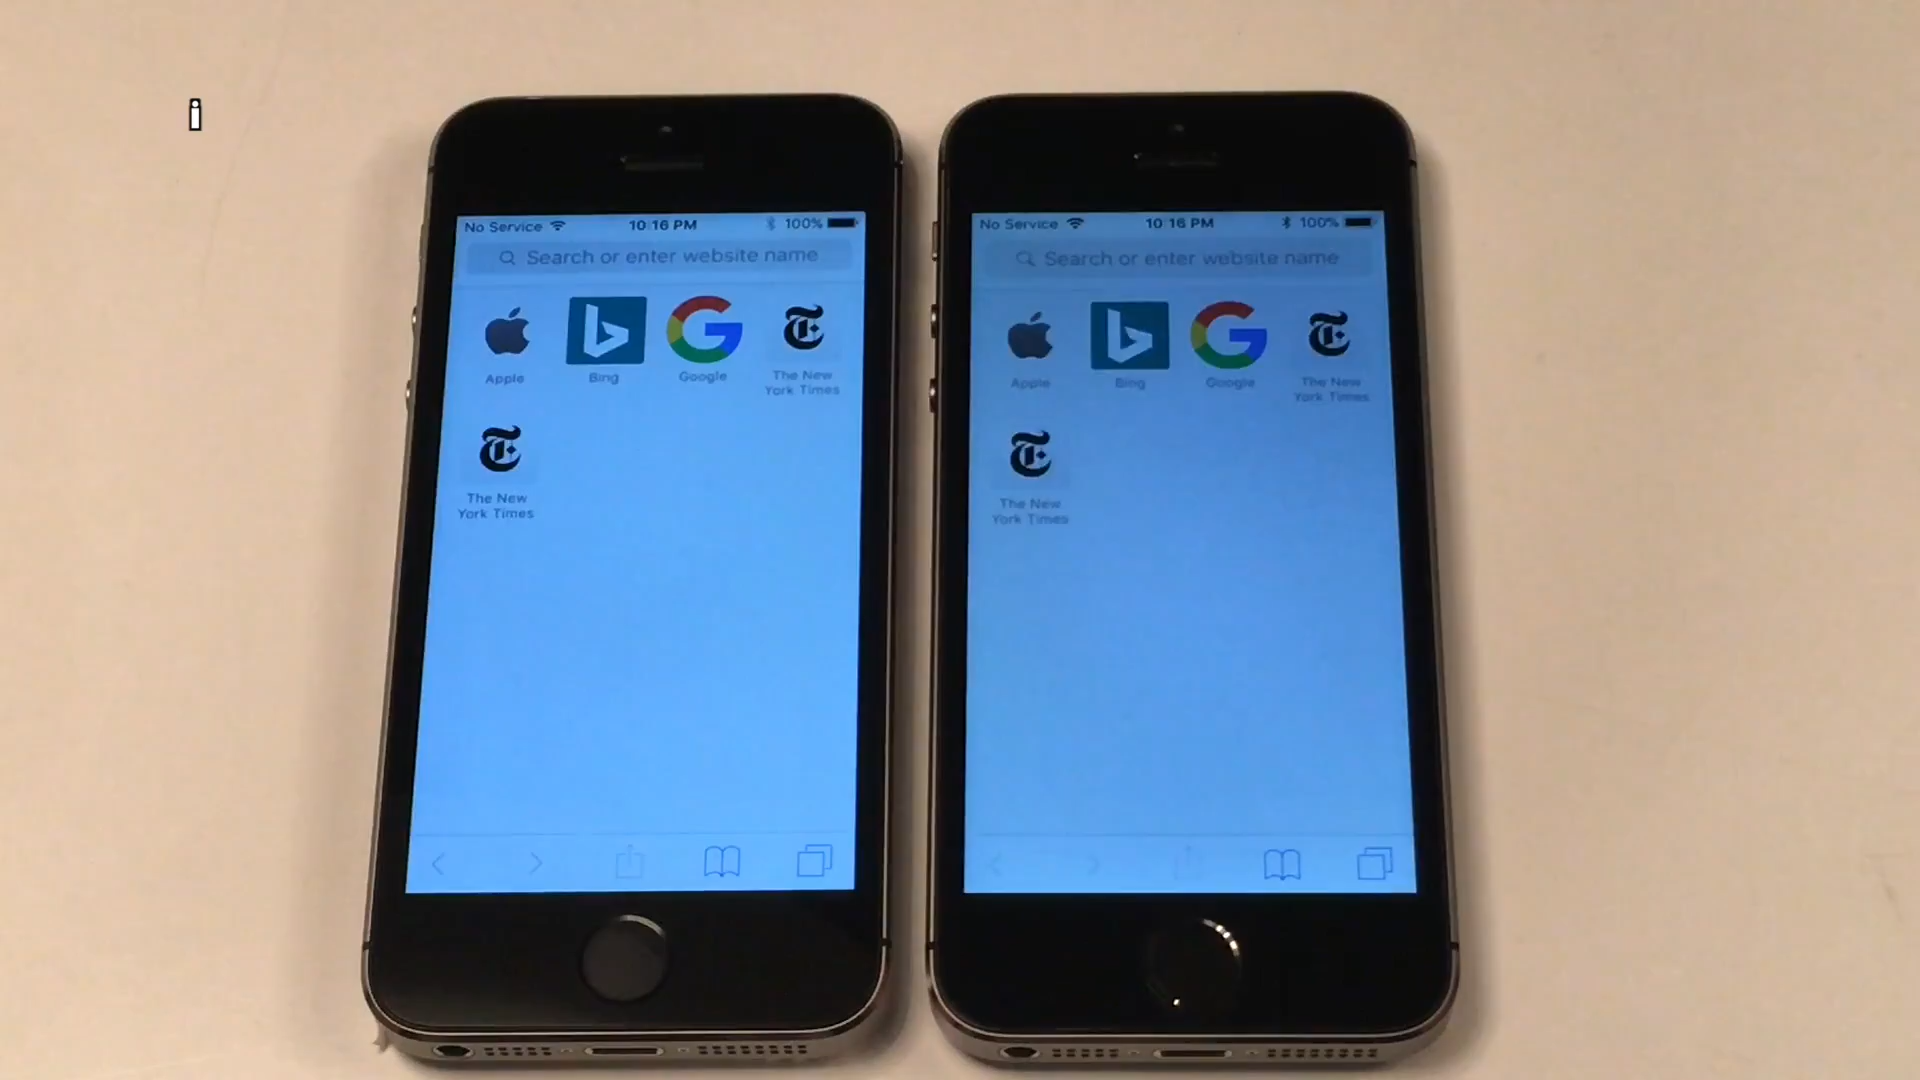 i
No Service 10:16 PM 100%
Search or enter website name
Apple
Bing
Google
The New
York Times
The New
York Times
No Service 10:16 PM 100%
Search or enter website name
Apple
Bing
Google
The New
York Times
The New
York Times